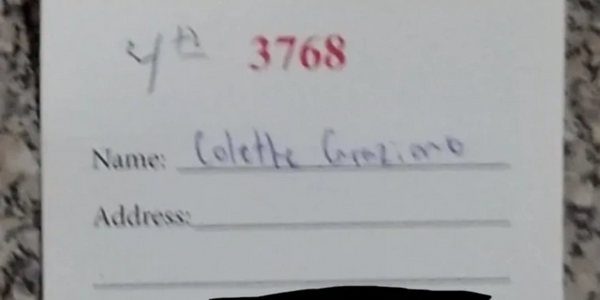 4th 3768
Name: Colette Graziano
Address: